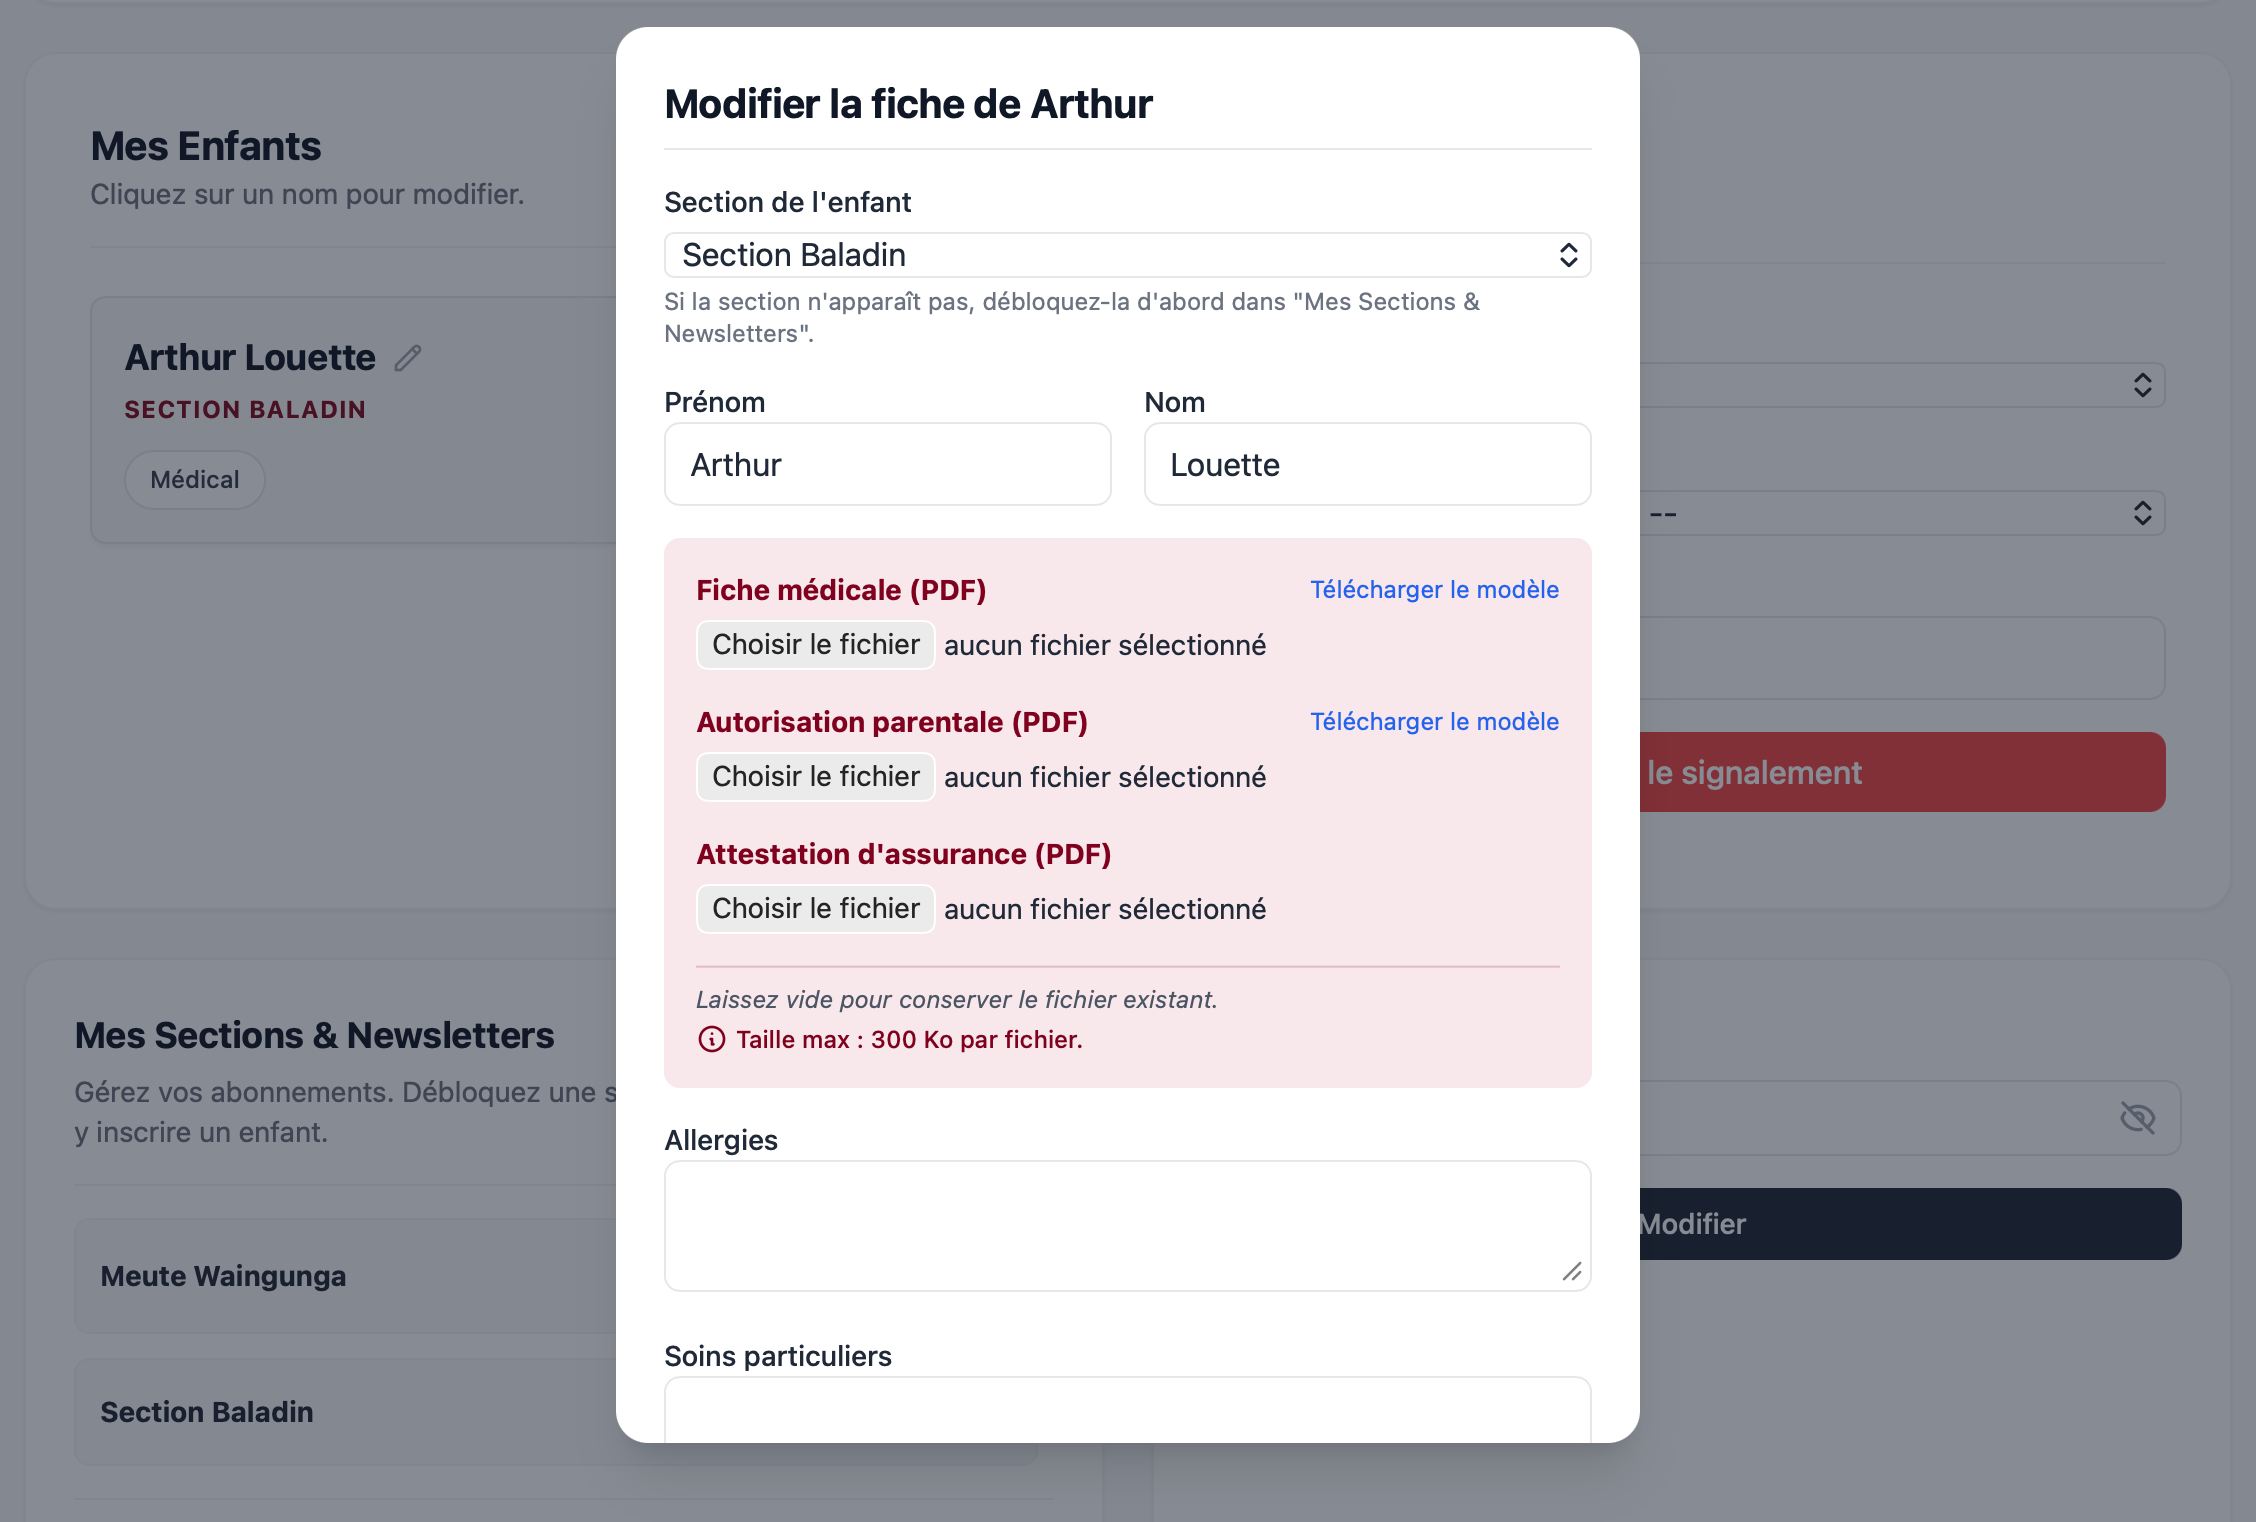 Mes Enfants
Cliquez sur un nom pour modifier.
Arthur Louette
SECTION BALADIN
Médical
Mes Sections & Newsletters
Gérez vos abonnements. Débloquez une s
y inscrire un enfant.
Meute Waingunga
Section Baladin
Modifier la fiche de Arthur
Section de l'enfant
Section Baladin
Si la section n'apparaît pas, débloquez-la d'abord dans "Mes Sections &
Newsletters".
Prénom
Nom
Arthur
Louette
Fiche médicale (PDF)
Télécharger le modèle
Choisir le fichier aucun fichier sélectionné
Autorisation parentale (PDF)
Télécharger le modèle
Choisir le fichier aucun fichier sélectionné
Attestation d'assurance (PDF)
Choisir le fichier aucun fichier sélectionné
Laissez vide pour conserver le fichier existant.
Taille max : 300 Ko par fichier.
Allergies
Soins particuliers
--
le signalement
Modifier